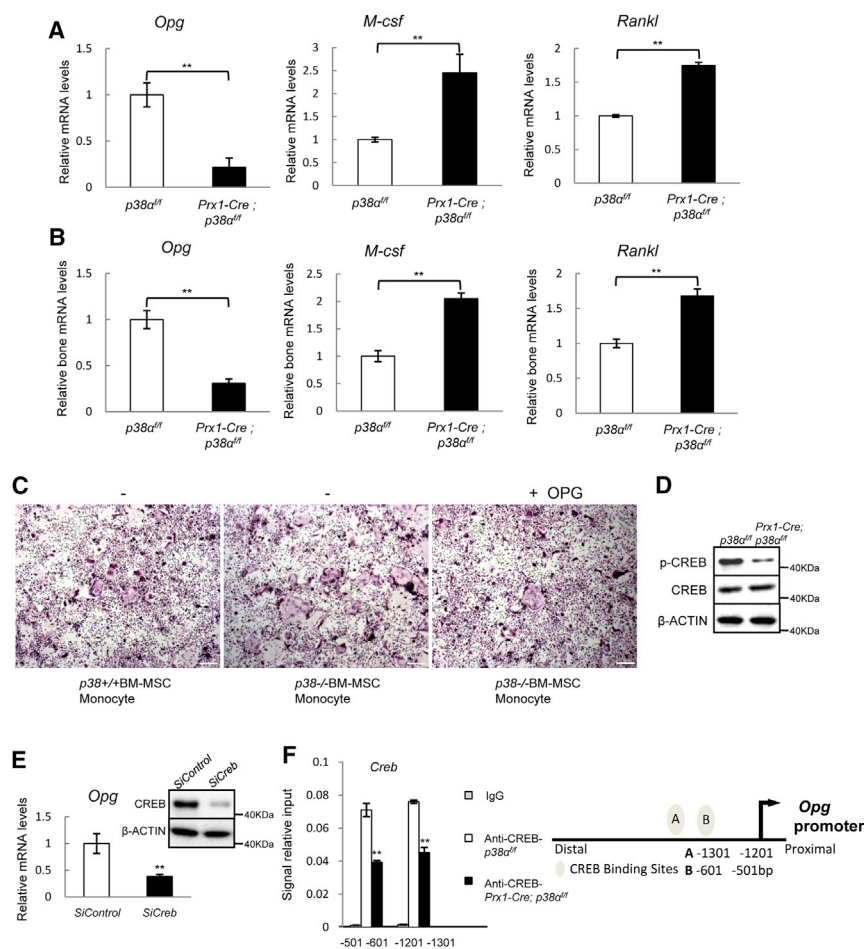 A
Opg
M-csf
Rankl
Relative mRNA levels
1.5
1
0.5
0
**
p38αf/f
Prx1-Cre ;
p38αf/f
Relative mRNA levels
3
2.5
2
1.5
1
0.5
0
**
p38αf/f
Prx1-Cre ;
p38αf/f
Relative mRNA levels
2
1.5
1
0.5
0
**
p38αf/f
Prx1-Cre ;
p38αf/f
B
Opg
M-csf
Rankl
Relative bone mRNA levels
1.5
1
0.5
0
**
p38αf/f
Prx1-Cre ;
p38αf/f
Relative bone mRNA levels
2.5
2
1.5
1
0.5
0
**
p38αf/f
Prx1-Cre ;
p38αf/f
Relative bone mRNA levels
2
1.5
1
0.5
0
**
p38αf/f
Prx1-Cre ;
p38αf/f
C
-
-
+ OPG
p38+/+BM-MSC
Monocyte
p38-/-BM-MSC
Monocyte
p38-/-BM-MSC
Monocyte
D
p38αf/f
Prx1-Cre;
p38αf/f
p-CREB
40KDa
CREB
40KDa
β-ACTIN
40KDa
E
Opg
Relative mRNA levels
1.5
1
0.5
0
**
SiControl
SiCreb
SiControl
SiCreb
CREB
40KDa
β-ACTIN
40KDa
F
Creb
Signal relative input
0.08
0.06
0.04
0.02
0
**
**
-501 -601
-1201 -1301
IgG
Anti-CREB-
p38αf/f
Anti-CREB-
Prx1-Cre; p38αf/f
A
B
Opg
promoter
Distal
Proximal
CREB Binding Sites
A -1301 -1201
B -601 -501bp